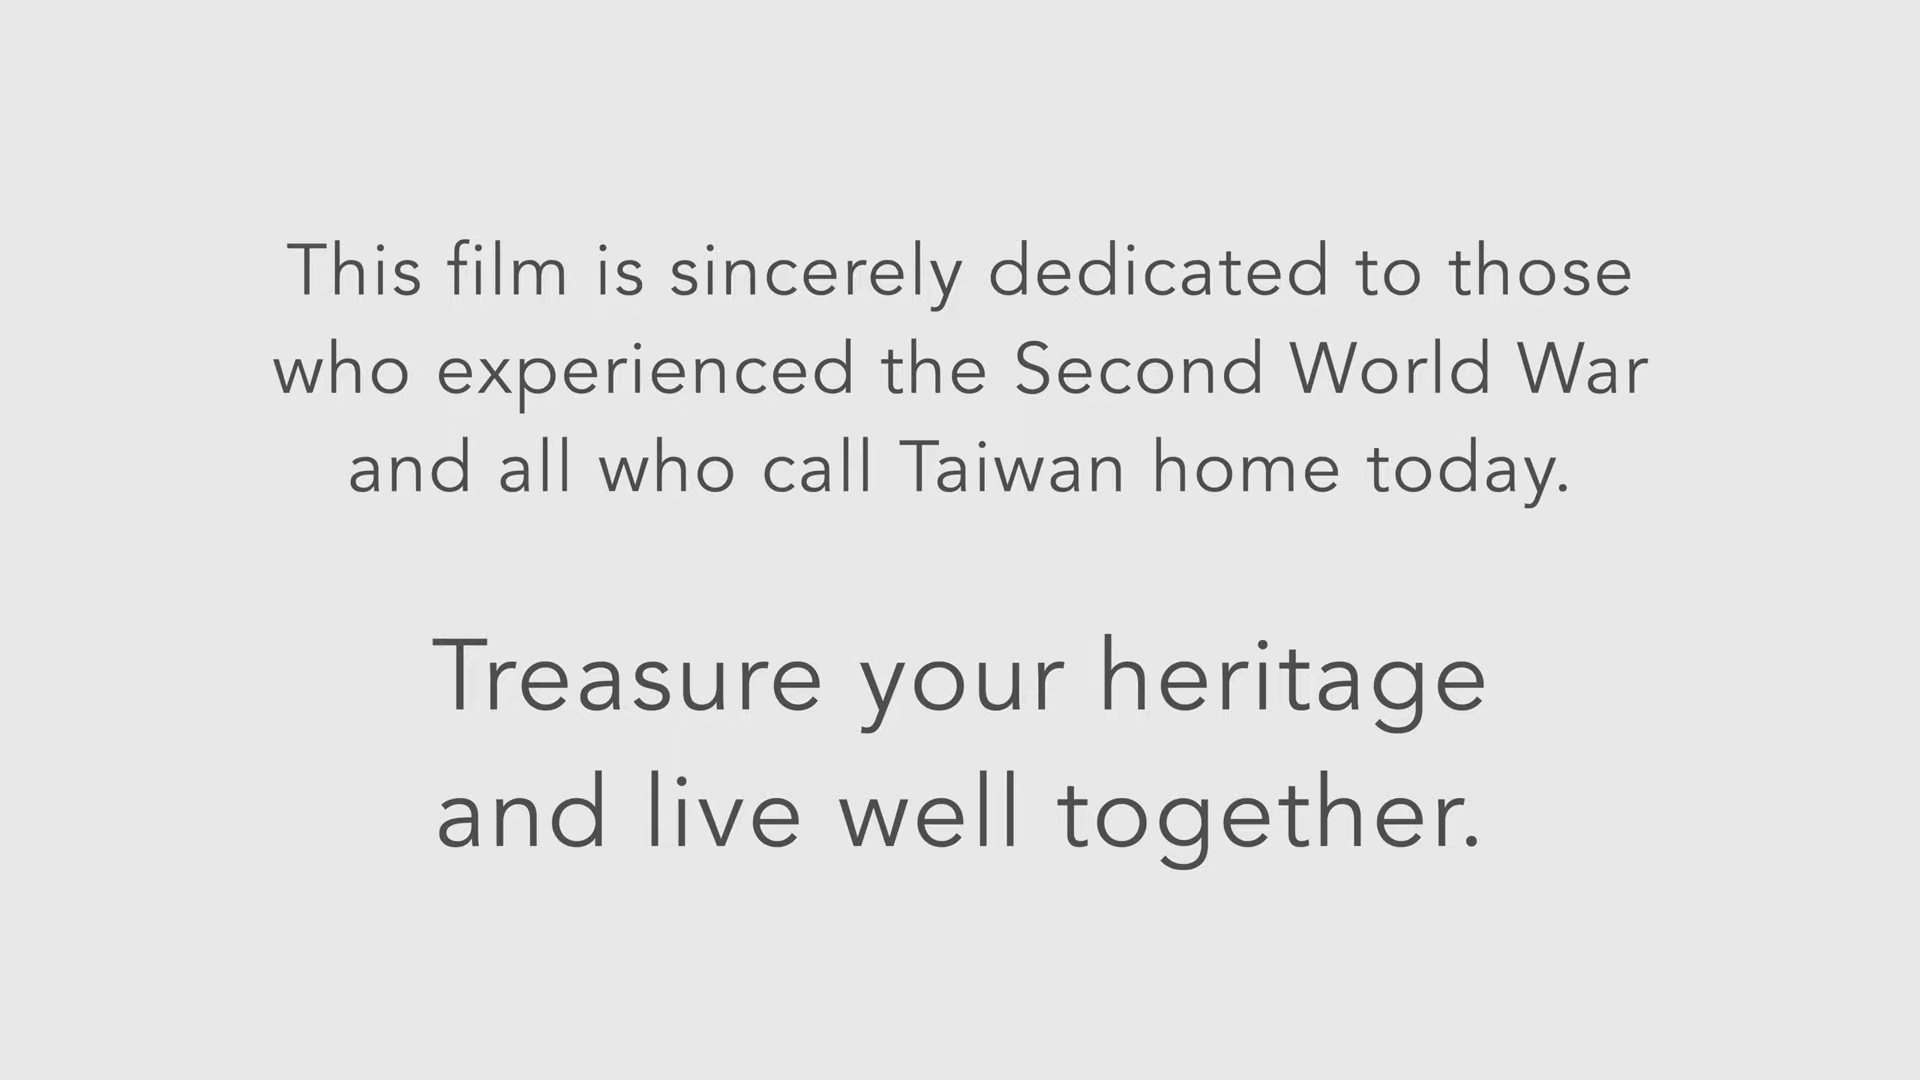 This film is sincerely dedicated to those
who experienced the Second World War
and all who call Taiwan home today.
Treasure your heritage
and live well together.